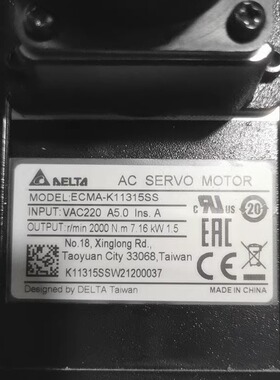 DELTA AC SERVO MOTOR
MODEL:ECMA-K11315SS
INPUT:VAC220 A5.0 Ins. A
OUTPUT:r/min 2000 N.m 7.16 kW 1.5
No.18, Xinglong Rd.,
Taoyuan City 33068,Taiwan
K11315SSW21200037
Designed by DELTA Taiwan
c UL US
20
EAC
MADE IN CHINA